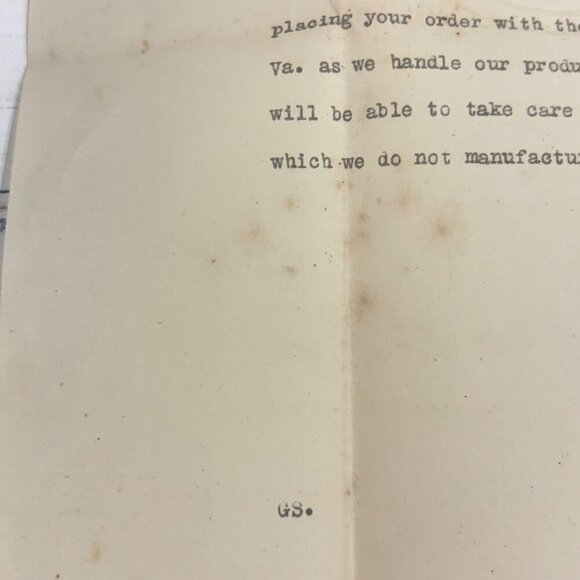 placing your order with the
Va. as we handle our produ
will be able to take care
which we do not manufactu
GS.